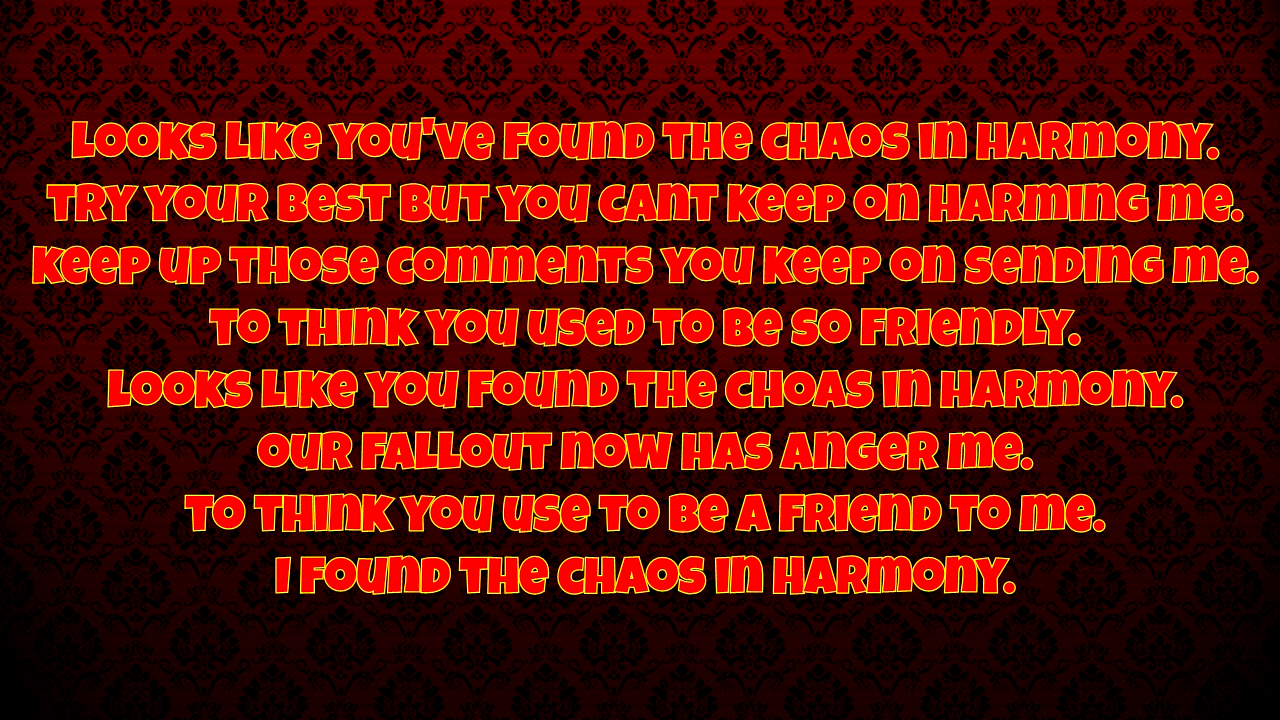 Looks like you've found the chaos in harmony.
Try your best but you cant keep on harming me.
Keep up those comments you keep on sending me.
To think you used to be so friendly.
Looks like you found the choas in harmony.
Our fallout now has anger me.
To think you use to be a friend to me.
I found the chaos in harmony.